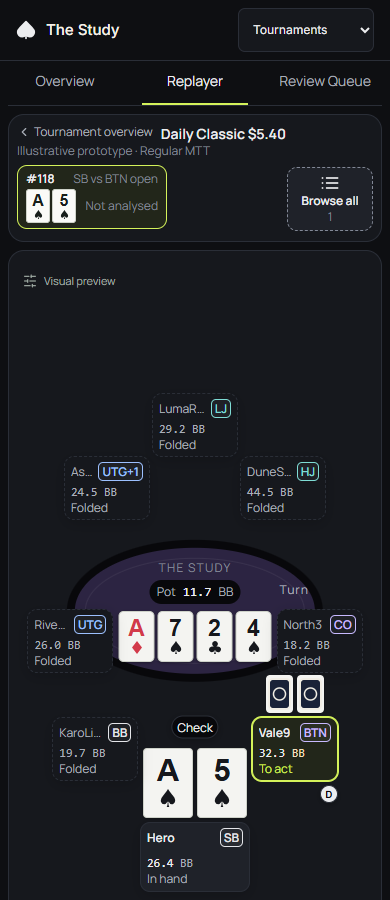 The Study
Tournaments
Overview
Replayer
Review Queue
Tournament overview
Daily Classic $5.40
Illustrative prototype · Regular MTT
#118
SB vs BTN open
A
5
Not analysed
Browse all
1
Visual preview
LumaR...
LJ
29.2 BB
Folded
As...
UTG+1
24.5 BB
Folded
DuneS...
HJ
44.5 BB
Folded
THE STUDY
Pot 11.7 BB
Turn
Rive...
UTG
26.0 BB
Folded
A
7
2
4
North3
CO
18.2 BB
Folded
KaroLi...
BB
19.7 BB
Folded
Check
Vale9
BTN
32.3 BB
To act
D
A
5
Hero
SB
26.4 BB
In hand